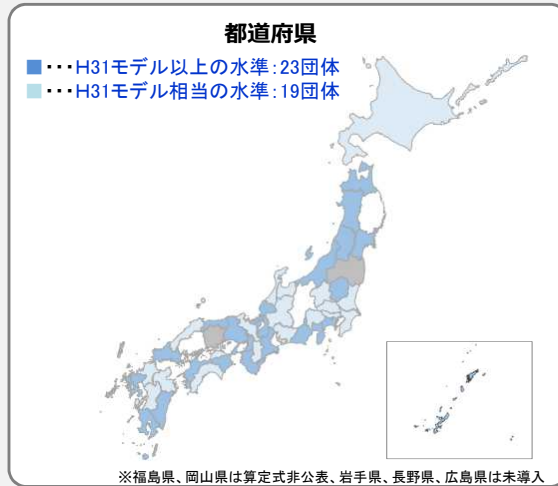 都道府県
■･･･H31モデル以上の水準:23団体
■･･･H31モデル相当の水準:19団体
※福島県、岡山県は算定式非公表、岩手県、長野県、広島県は未導入